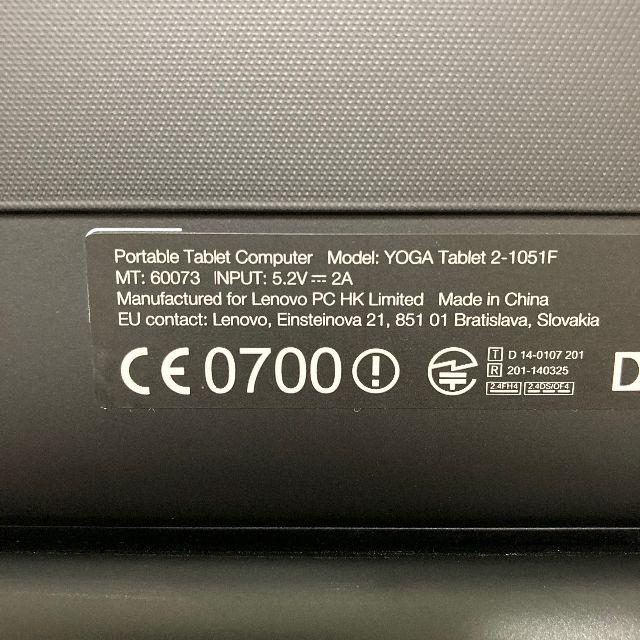 Portable Tablet Computer Model: YOGA Tablet 2-1051F
MT: 60073 INPUT: 5.2V⎓2A
Manufactured for Lenovo PC HK Limited Made in China
EU contact: Lenovo, Einsteinova 21, 851 01 Bratislava, Slovakia
CE0700
T D 14-0107 201
R 201-140325
2.4FH4 2.4DS/OF4
D